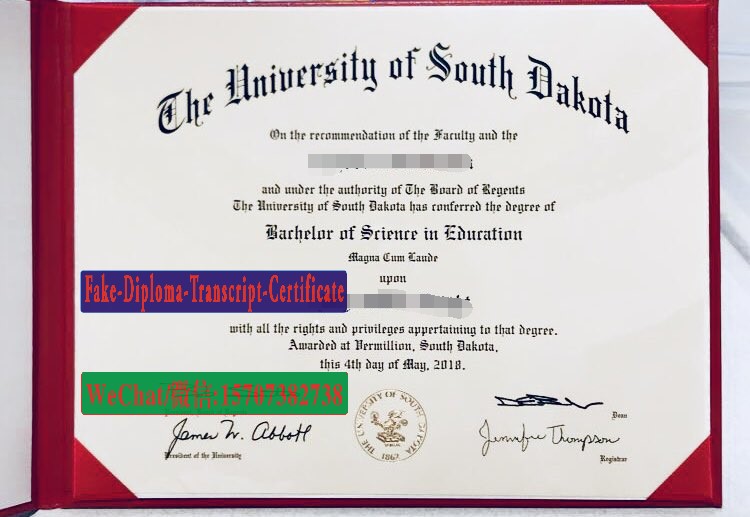 The University of South Dakota
On the recommendation of the Faculty and the
and under the authority of The Board of Regents
The University of South Dakota has conferred the degree of
Bachelor of Science in Education
Magna Cum Laude
upon
Fake-Diploma-Transcript-Certificate
with all the rights and privileges appertaining to that degree.
Awarded at Vermillion, South Dakota,
this 4th day of May, 2018.
WeChat/微信:15707382738
James W. Abbott
President of the University
THE UNIVERSITY OF SOUTH DAKOTA
1862
Dean
Jennifer Thompson
Registrar